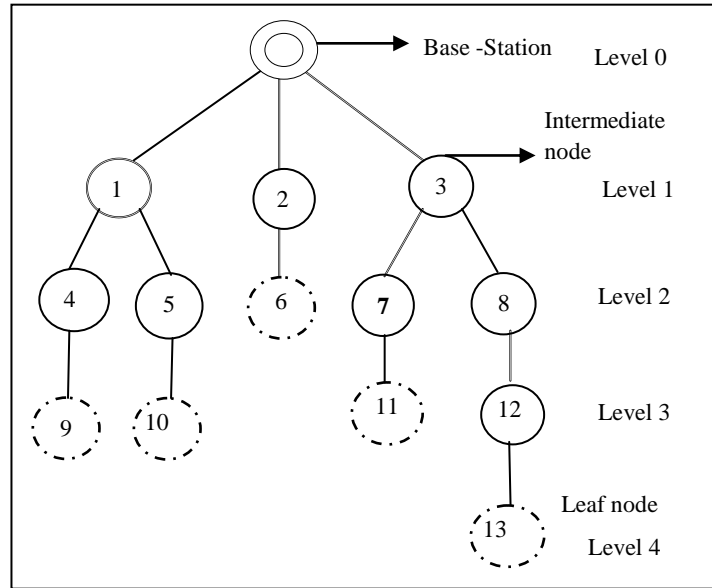 Base -Station
Level 0
Intermediate
node
1
2
3
Level 1
4
5
6
7
8
Level 2
9
10
11
12
Level 3
Leaf node
13
Level 4